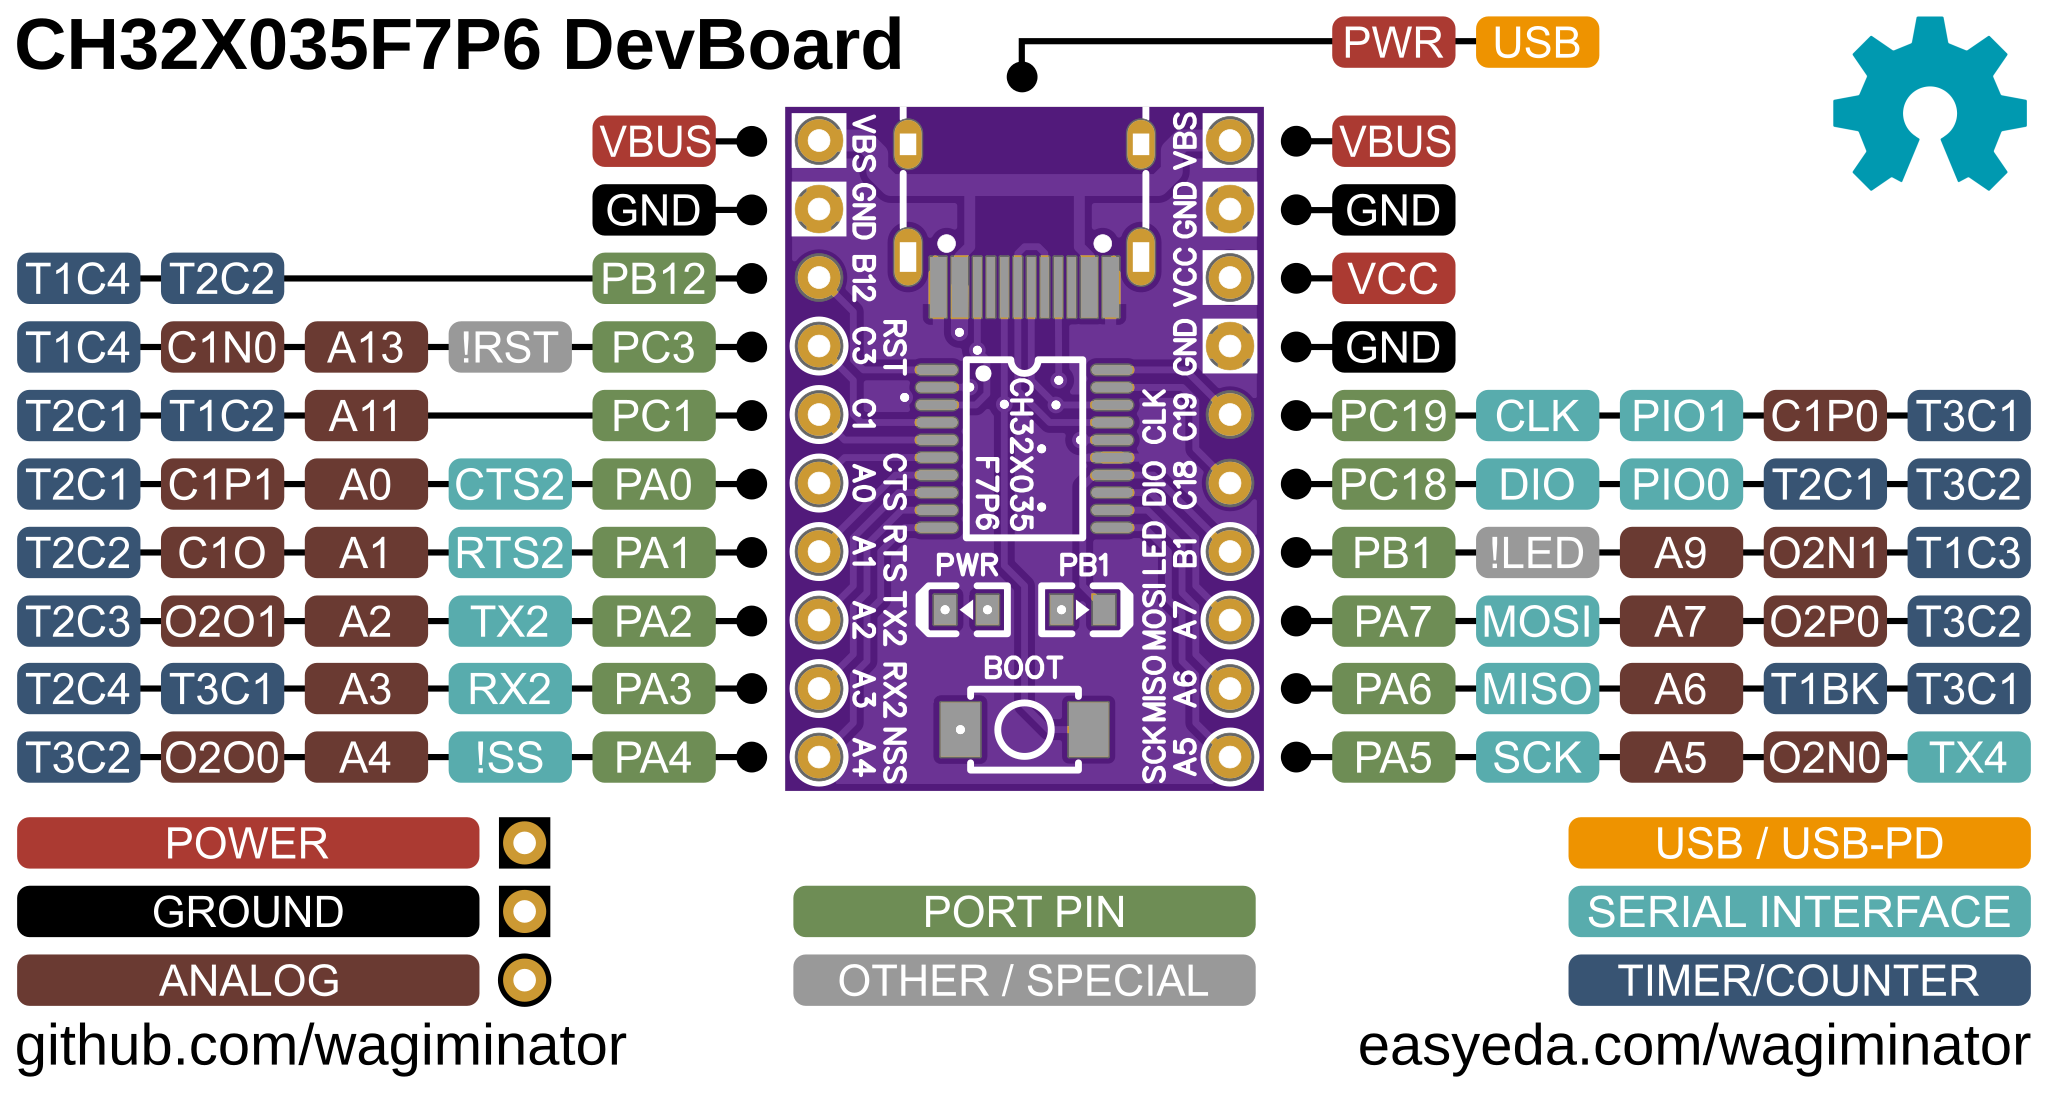 CH32X035F7P6 DevBoard
PWR USB
VBUS VBS VBS VBUS
GND GND GND GND
T1C4 T2C2 PB12 B12 VCC VCC
T1C4 C1N0 A13 !RST PC3 C3 RST GND GND
T2C1 T1C2 A11 PC1 C1 CLK C19 PC19 CLK PIO1 C1P0 T3C1
T2C1 C1P1 A0 CTS2 PA0 A0 CTS DIO C18 PC18 DIO PIO0 T2C1 T3C2
CH32X035
F7P6
T2C2 C1O A1 RTS2 PA1 A1 RTS LED B1 PB1 !LED A9 O2N1 T1C3
PWR PB1
T2C3 O2O1 A2 TX2 PA2 A2 TX2 MOSI A7 PA7 MOSI A7 O2P0 T3C2
BOOT
T2C4 T3C1 A3 RX2 PA3 A3 RX2 MISO A6 PA6 MISO A6 T1BK T3C1
T3C2 O2O0 A4 !SS PA4 A4 NSS SCK A5 PA5 SCK A5 O2N0 TX4
POWER USB / USB-PD
GROUND PORT PIN SERIAL INTERFACE
ANALOG OTHER / SPECIAL TIMER/COUNTER
github.com/wagiminator easyeda.com/wagiminator